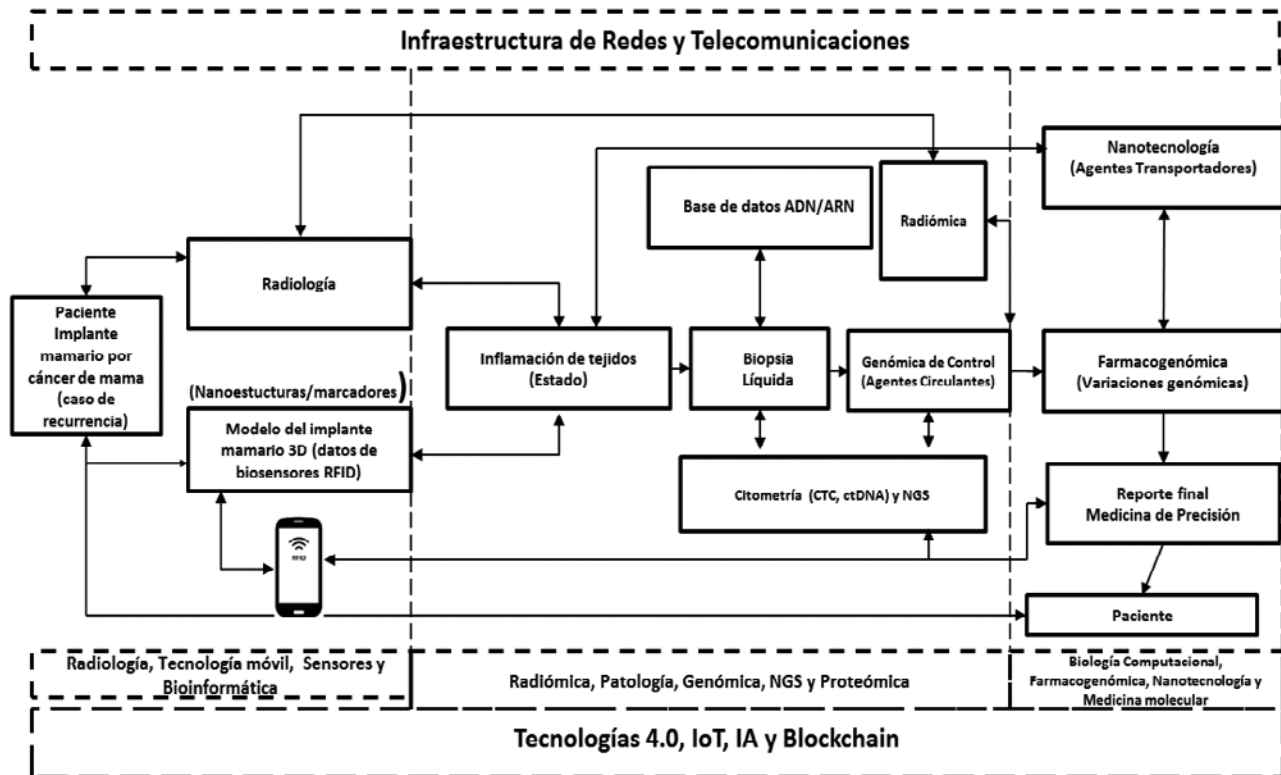 Infraestructura de Redes y Telecomunicaciones
Nanotecnología
(Agentes Transportadores)
Base de datos ADN/ARN
Radiómica
Radiología
Paciente
Implante
mamario por
cáncer de mama
(caso de
recurrencia)
Inflamación de tejidos
(Estado)
Biopsia
Líquida
Genómica de Control
(Agentes Circulantes)
Farmacogenómica
(Variaciones genómicas)
(Nanoestucturas/marcadores)
Modelo del implante
mamario 3D (datos de
biosensores RFID)
Citometría (CTC, ctDNA) y NGS
Reporte final
Medicina de Precisión
RFID
Paciente
Radiología, Tecnología móvil, Sensores y
Bioinformática
Radiómica, Patología, Genómica, NGS y Proteómica
Biología Computacional,
Farmacogenómica, Nanotecnología y
Medicina molecular
Tecnologías 4.0, IoT, IA y Blockchain